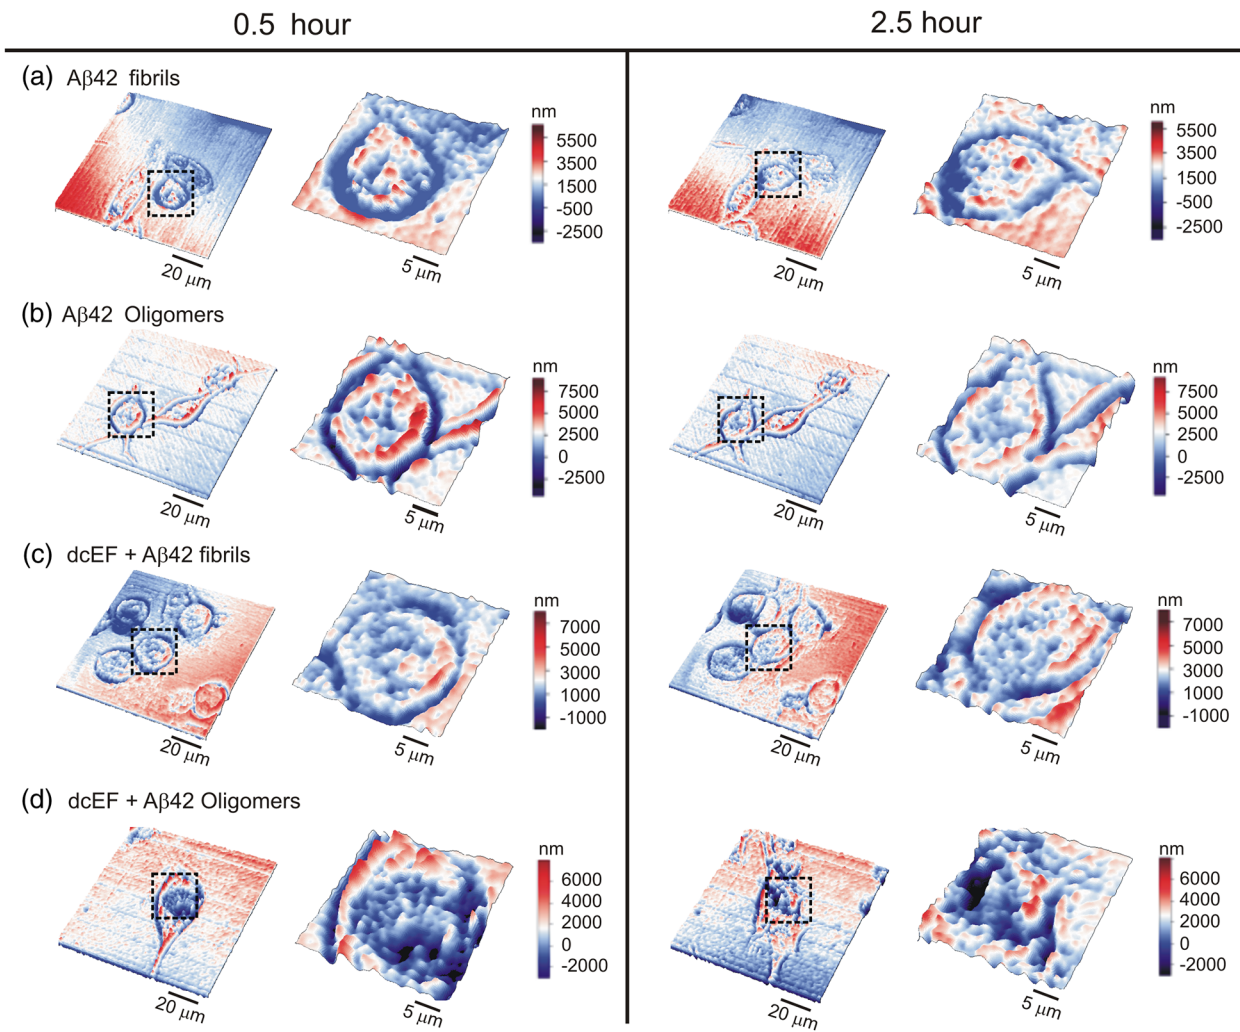 0.5 hour 2.5 hour
(a) Aβ42 fibrils
nm nm
5500 5500
3500 3500
1500 1500
-500 -500
-2500 -2500
20 μm 5 μm 20 μm 5 μm
(b) Aβ42 Oligomers
nm nm
7500 7500
5000 5000
2500 2500
0 0
-2500 -2500
20 μm 5 μm 20 μm 5 μm
(c) dcEF + Aβ42 fibrils
nm nm
7000 7000
5000 5000
3000 3000
1000 1000
-1000 -1000
20 μm 5 μm 20 μm 5 μm
(d) dcEF + Aβ42 Oligomers
nm nm
6000 6000
4000 4000
2000 2000
0 0
-2000 -2000
20 μm 5 μm 20 μm 5 μm